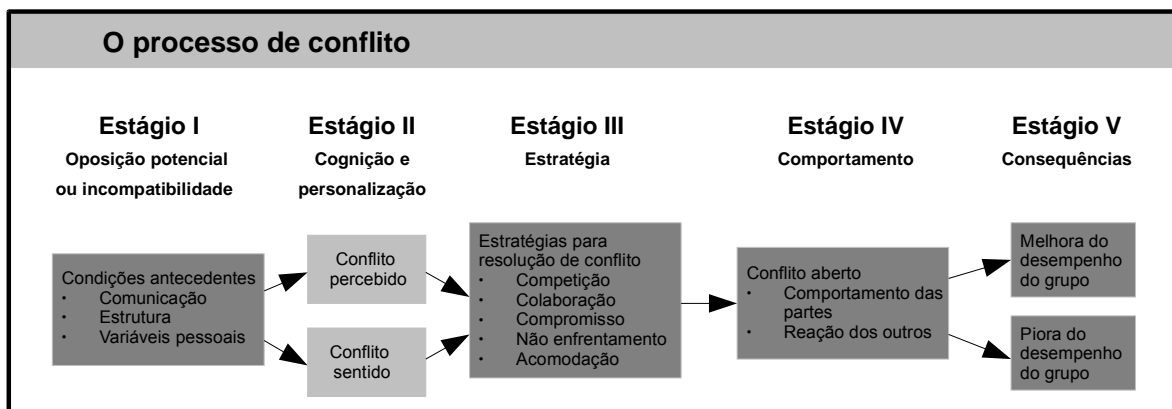 O processo de conflito
Estágio I
Oposição potencial
ou incompatibilidade
Estágio II
Cognição e
personalização
Estágio III
Estratégia
Estágio IV
Comportamento
Estágio V
Consequências
Condições antecedentes
• Comunicação
• Estrutura
• Variáveis pessoais
Conflito
percebido
Conflito
sentido
Estratégias para
resolução de conflito
• Competição
• Colaboração
• Compromisso
• Não enfrentamento
• Acomodação
Conflito aberto
• Comportamento das
partes
• Reação dos outros
Melhora do
desempenho
do grupo
Piora do
desempenho
do grupo